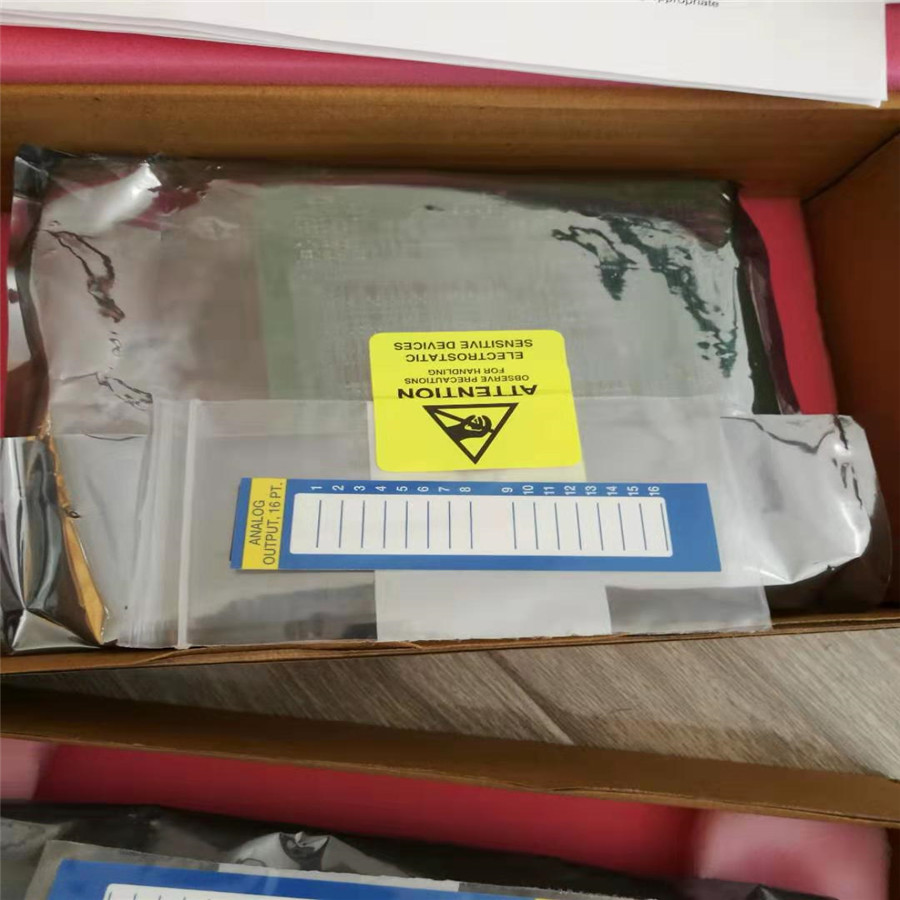 appropriate
SENSITIVE DEVICES
ELECTROSTATIC
FOR HANDLING
OBSERVE PRECAUTIONS
ATTENTION
ANALOG
OUTPUT, 16 PT.
1 2 3 4 5 6 7 8 9 10 11 12 13 14 15 16